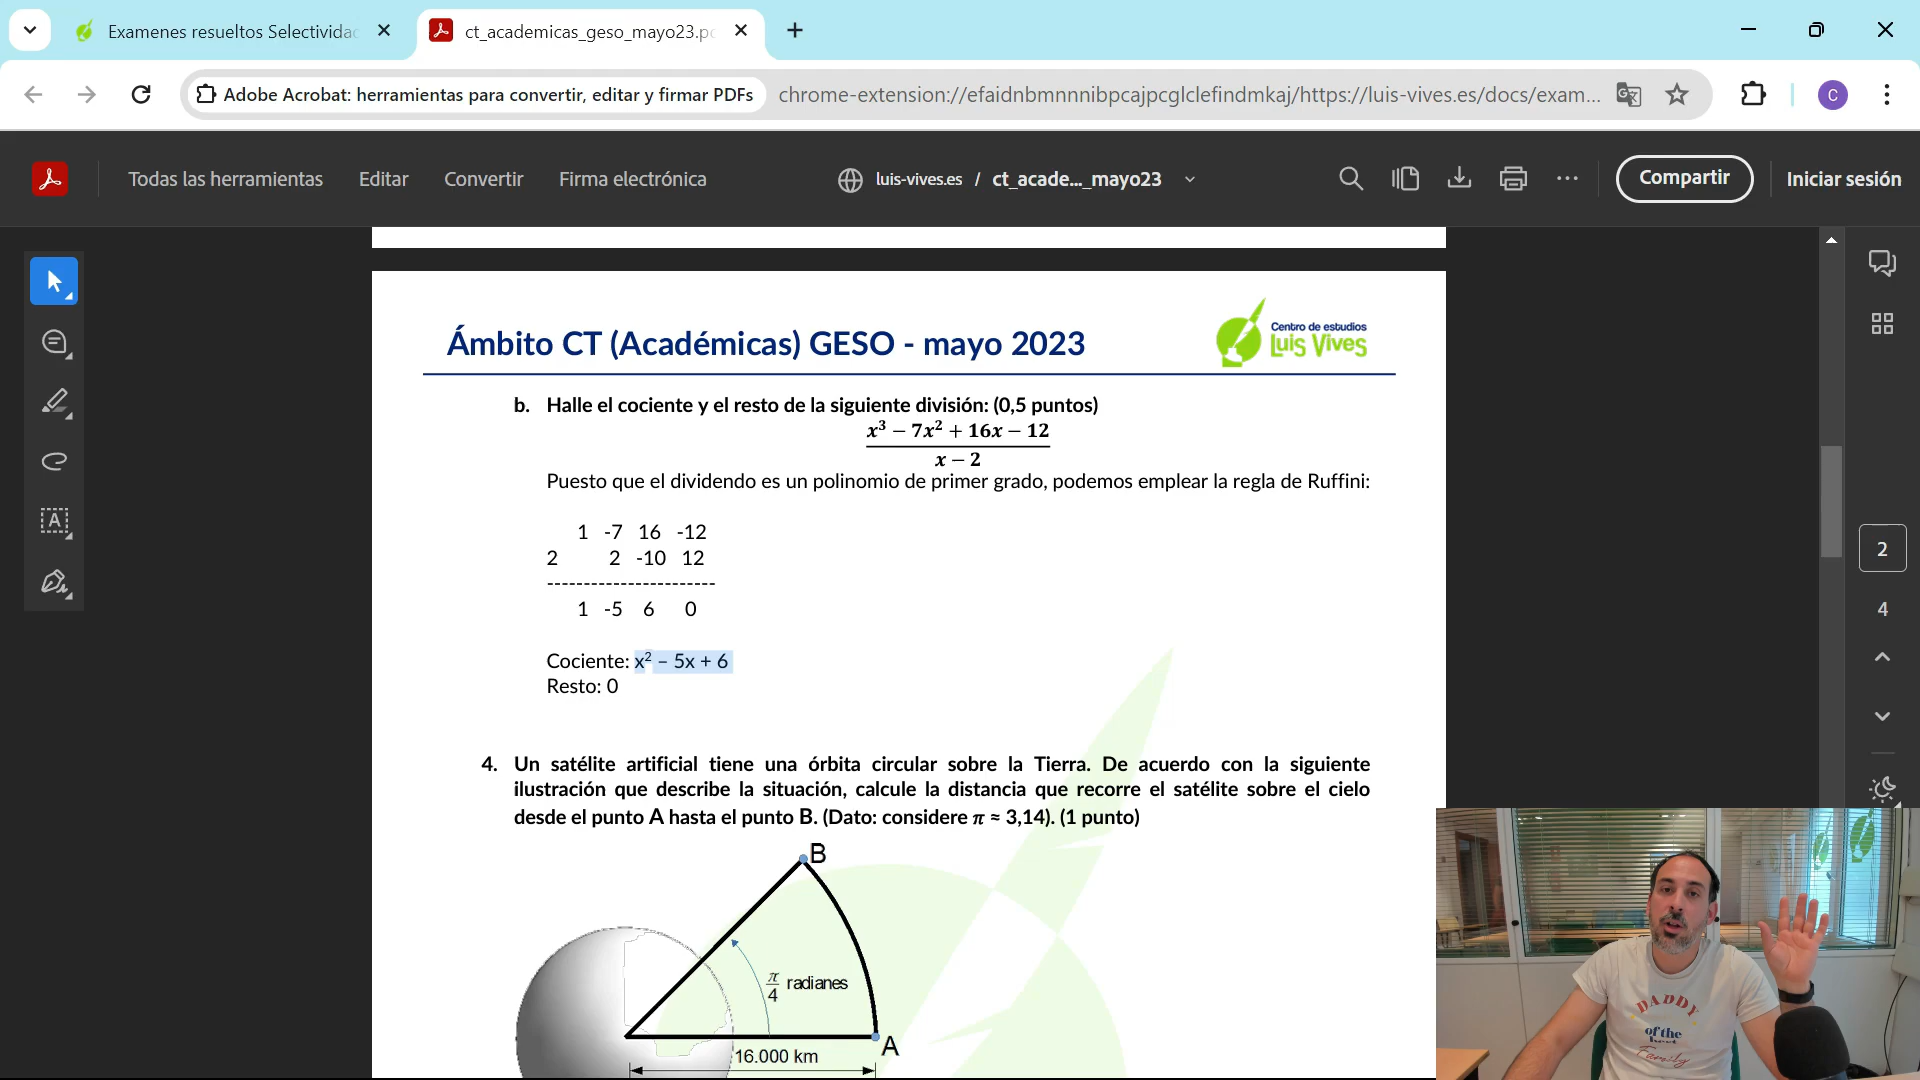 Examenes resueltos Selectivida
ct_academicas_geso_mayo23.pc
Adobe Acrobat: herramientas para convertir, editar y firmar PDFs
chrome-extension://efaidnbmnnnibpcajpcglclefindmkaj/https://luis-vives.es/docs/exam...
C
Todas las herramientas
Editar
Convertir
Firma electrónica
luis-vives.es / ct_acade..._mayo23
Compartir
Iniciar sesión
Ámbito CT (Académicas) GESO - mayo 2023
Centro de estudios
Luis Vives
b. Halle el cociente y el resto de la siguiente división: (0,5 puntos)
x³ − 7x² + 16x − 12
x − 2
Puesto que el dividendo es un polinomio de primer grado, podemos emplear la regla de Ruffini:
1 -7 16 -12
2 2 -10 12
-----------------------
1 -5 6 0
Cociente: x² – 5x + 6
Resto: 0
4. Un satélite artificial tiene una órbita circular sobre la Tierra. De acuerdo con la siguiente
ilustración que describe la situación, calcule la distancia que recorre el satélite sobre el cielo
desde el punto A hasta el punto B. (Dato: considere π ≈ 3,14). (1 punto)
B
π
4
radianes
A
16.000 km
2
4
DADDY
of the
Family